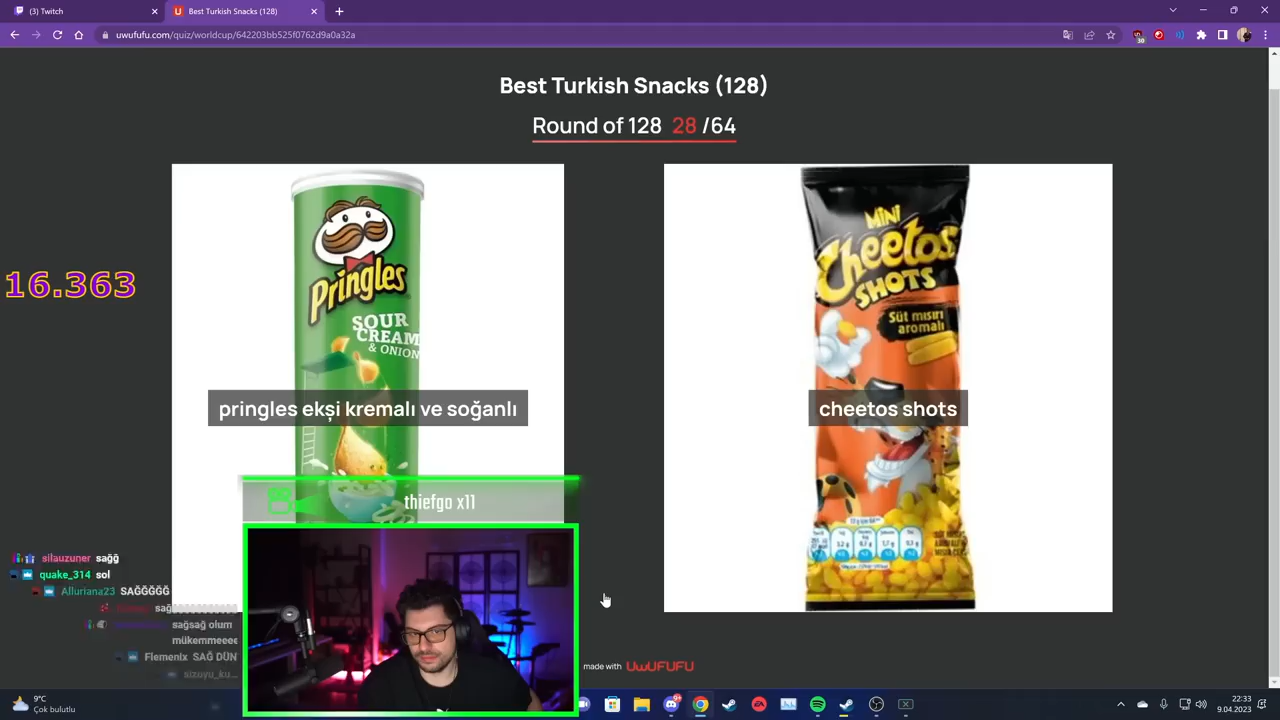 (3) Twitch
Best Turkish Snacks (128)
uwufufu.com/quiz/worldcup/642203bb525f0762d9a0a32a
30
Best Turkish Snacks (128)
Round of 128 28 /64
Pringles
SOUR
CREAM
& ONION
pringles ekşi kremalı ve soğanlı
MiNi
Cheetos
SHOTS
Süt mısırı
aromalı
cheetos shots
16.363
thiefgo x11
silauzuner sağğ
quake_314 sol
Alluriana23 SAĞĞĞĞĞ
sağ
sağsağ olum
mükemmeeee
Flemenix SAĞ DÜN
sizuyu_ku...
made with UwUFUFU
9°C
Çok bulutlu
22:33
9.04.2023